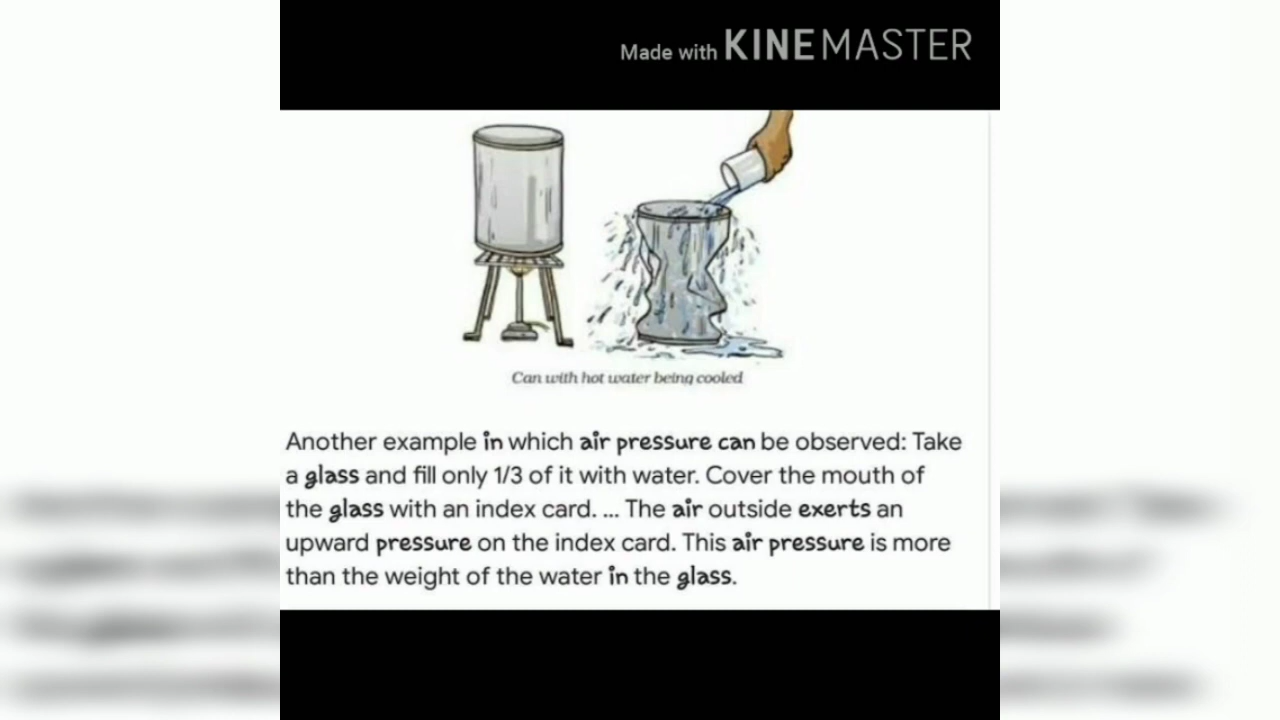 Made with KINEMASTER
Can with hot water being cooled
Another example in which air pressure can be observed: Take
a glass and fill only 1/3 of it with water. Cover the mouth of
the glass with an index card. ... The air outside exerts an
upward pressure on the index card. This air pressure is more
than the weight of the water in the glass.